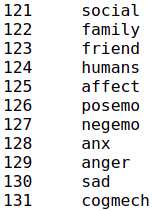 121 social
122 family
123 friend
124 humans
125 affect
126 posemo
127 negemo
128 anx
129 anger
130 sad
131 cogmech